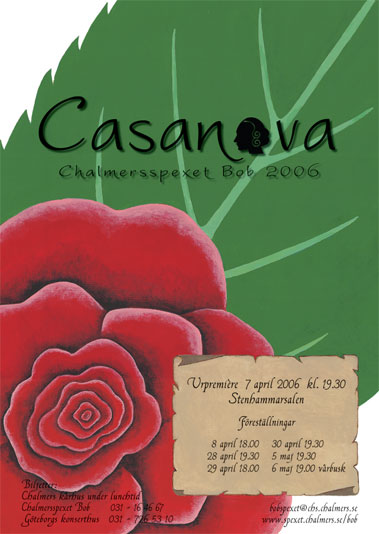 Casanova
Chalmersspexet Bob 2006
Urpremière 7 april 2006 kl. 19.30
Stenhammarsalen
Föreställningar
8 april 18.00 30 april 19.30
28 april 19.30 5 maj 19.30
29 april 18.00 6 maj 19.00 vårbusk
Biljetter:
Chalmers kårhus under lunchtid
Chalmersspexet Bob 031 - 16 46 67
Göteborgs konserthus 031 - 726 53 10
bobspexet@chs.chalmers.se
www.spexet.chalmers.se/bob